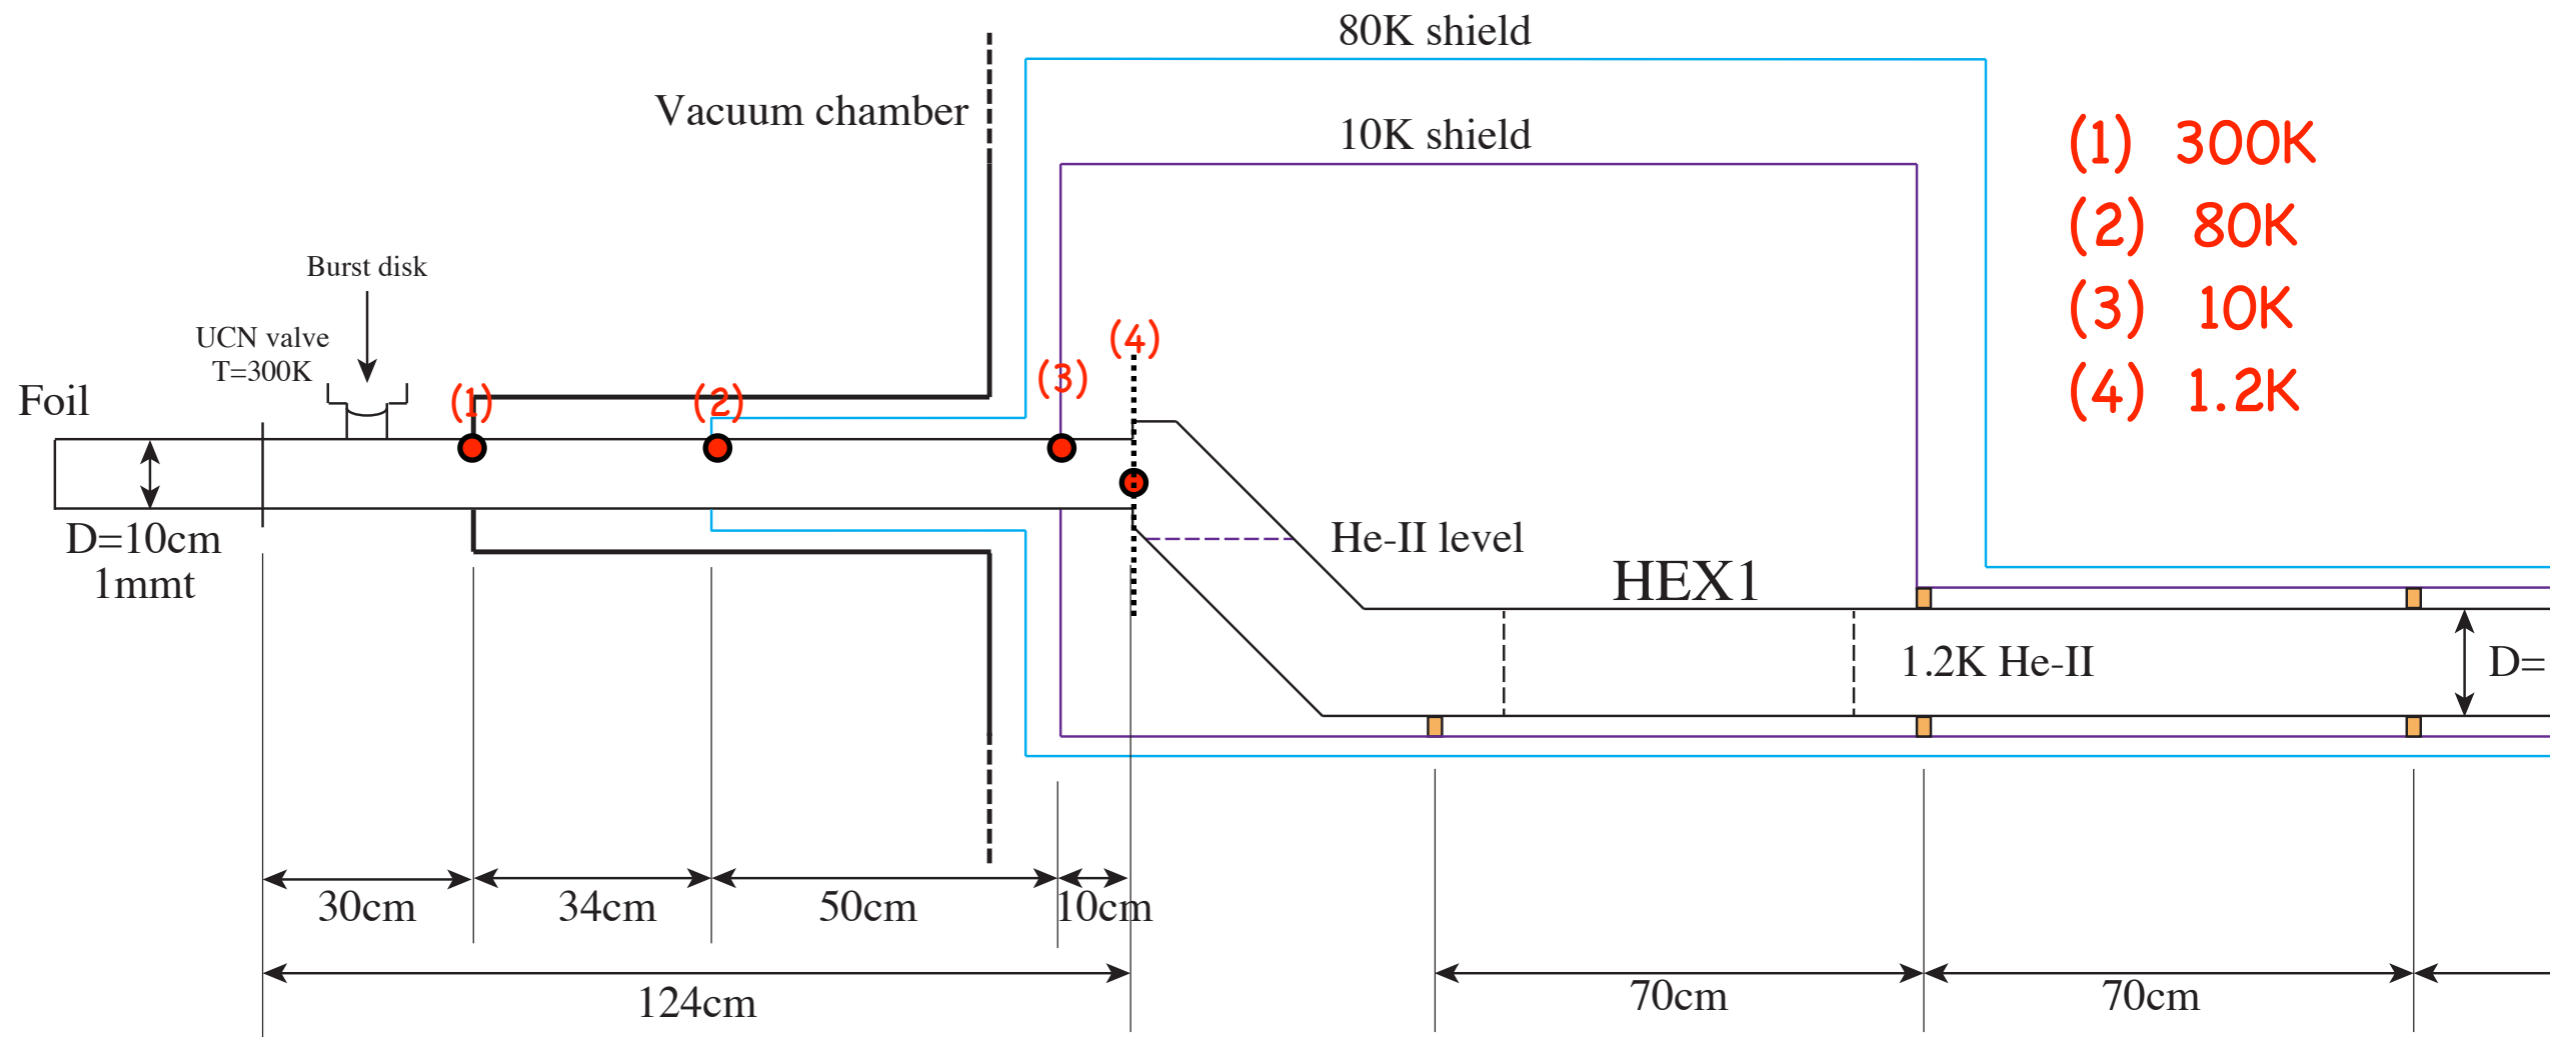 80K shield
Vacuum chamber
10K shield
(1) 300K
(2) 80K
(3) 10K
(4) 1.2K
Burst disk
UCN valve
T=300K
Foil
(1)
(2)
(3)
(4)
D=10cm
1mmt
He-II level
HEX1
1.2K He-II
D=
30cm
34cm
50cm
10cm
124cm
70cm
70cm